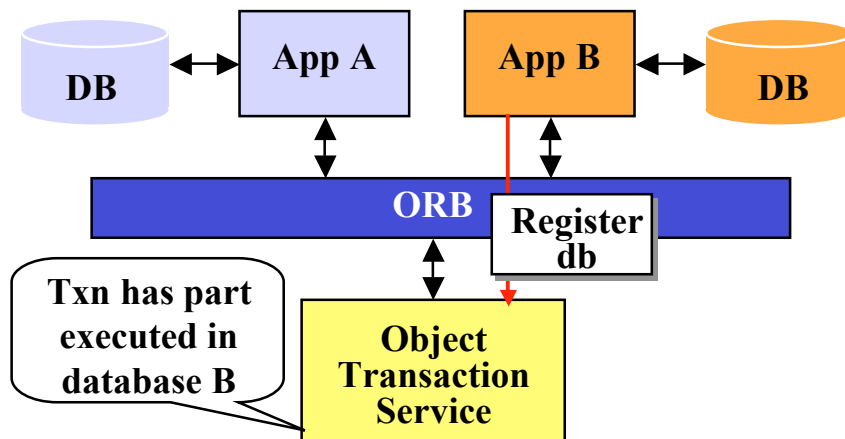 DB
App A
App B
DB
ORB
Register
db
Txn has part
executed in
database B
Object
Transaction
Service